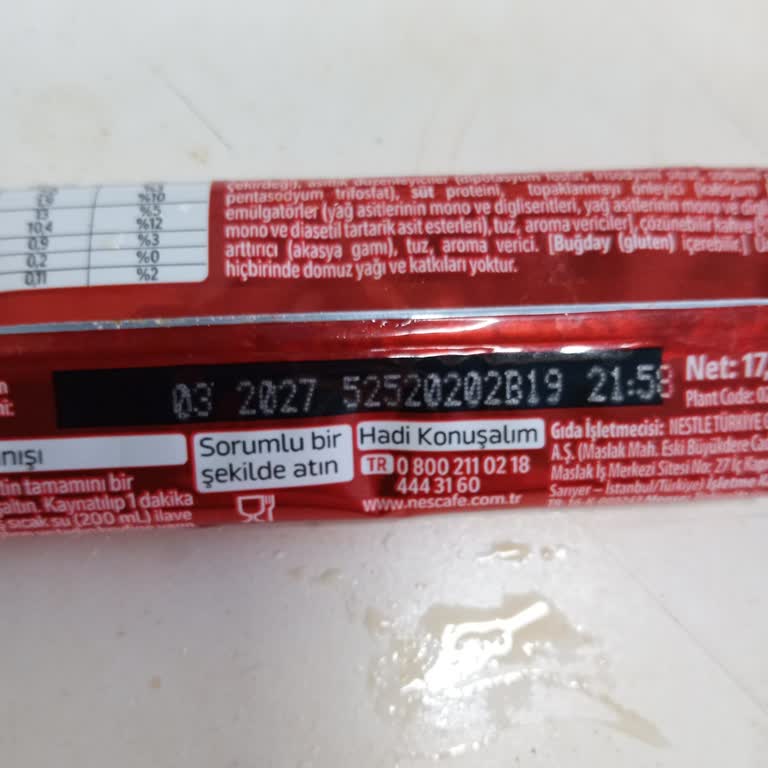 %10
13 %5
10,4 %12
0,9 %3
0,2 %0
0,11 %2
pentasodyum trifosfat), süt proteini, topaklanmayı önleyici
emülgatörler (yağ asitlerinin mono ve digliseritleri, yağ asitlerinin mono ve
mono ve diasetil tartarik asit esterleri), tuz, aroma vericiler], çözünebilir kahve
arttırıcı (akasya gamı), tuz, aroma verici. [Buğday (gluten) içerebilir.]
hiçbirinde domuz yağı ve katkıları yoktur.
03 2027 52520202B19 21:58
Net: 17,
Plant Code:
Sorumlu bir
şekilde atın
Hadi Konuşalım
TR 0 800 211 02 18
444 31 60
www.nescafe.com.tr
Gıda İşletmecisi: NESTLE TÜRKİYE
A.Ş. (Maslak Mah. Eski Büyükdere
Maslak İş Merkezi Sitesi No: 27 İç
Sarıyer – İstanbul/Türkiye) İşletme
tamamını bir
Kaynatılıp 1 dakika
sıcak su (200 mL) ilave